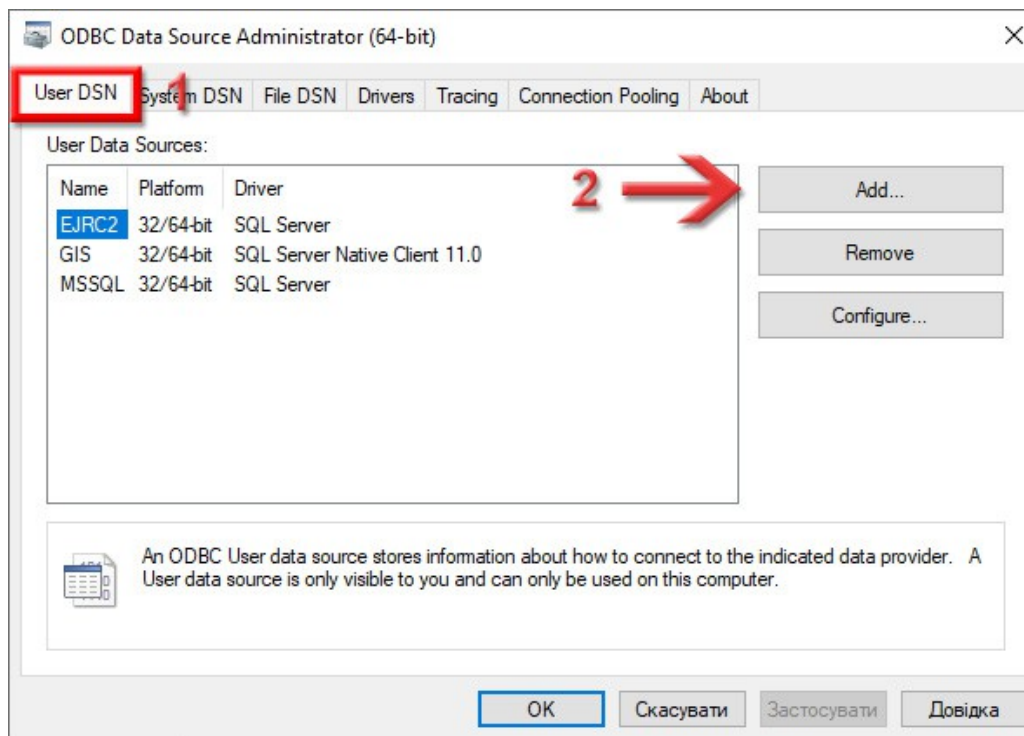 ODBC Data Source Administrator (64-bit)
User DSN 1 System DSN File DSN Drivers Tracing Connection Pooling About
User Data Sources:
Name Platform Driver
EJRC2 32/64-bit SQL Server
GIS 32/64-bit SQL Server Native Client 11.0
MSSQL 32/64-bit SQL Server
2
Add...
Remove
Configure...
An ODBC User data source stores information about how to connect to the indicated data provider. A
User data source is only visible to you and can only be used on this computer.
OK Скасувати Застосувати Довідка